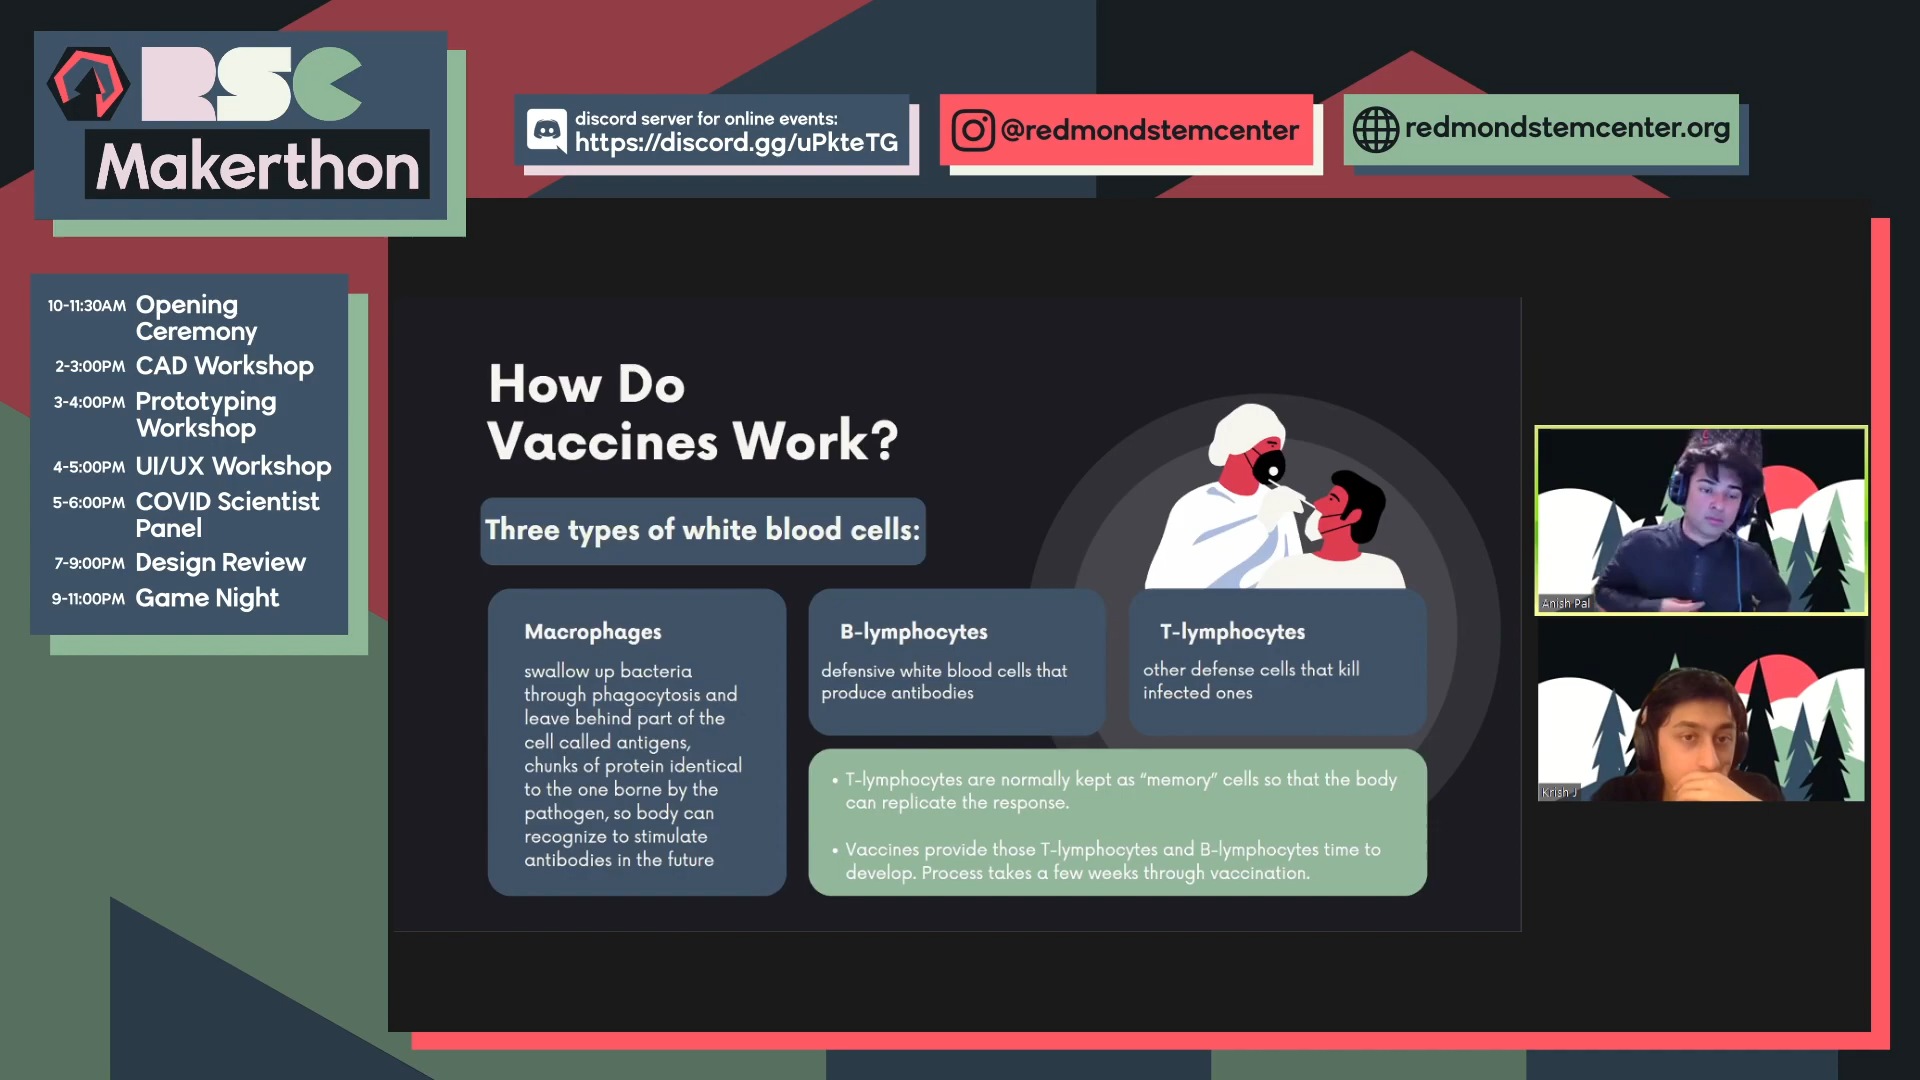 RSC
Makerthon
discord server for online events:
https://discord.gg/uPkteTG
@redmondstemcenter
redmondstemcenter.org
10-11:30AM Opening
Ceremony
2-3:00PM CAD Workshop
3-4:00PM Prototyping
Workshop
4-5:00PM UI/UX Workshop
5-6:00PM COVID Scientist
Panel
7-9:00PM Design Review
9-11:00PM Game Night
How Do
Vaccines Work?
Three types of white blood cells:
Macrophages
swallow up bacteria
through phagocytosis and
leave behind part of the
cell called antigens,
chunks of protein identical
to the one borne by the
pathogen, so body can
recognize to stimulate
antibodies in the future
B-lymphocytes
defensive white blood cells that
produce antibodies
T-lymphocytes
other defense cells that kill
infected ones
• T-lymphocytes are normally kept as “memory” cells so that the body
can replicate the response.
• Vaccines provide those T-lymphocytes and B-lymphocytes time to
develop. Process takes a few weeks through vaccination.
Anish Pal
Krish J